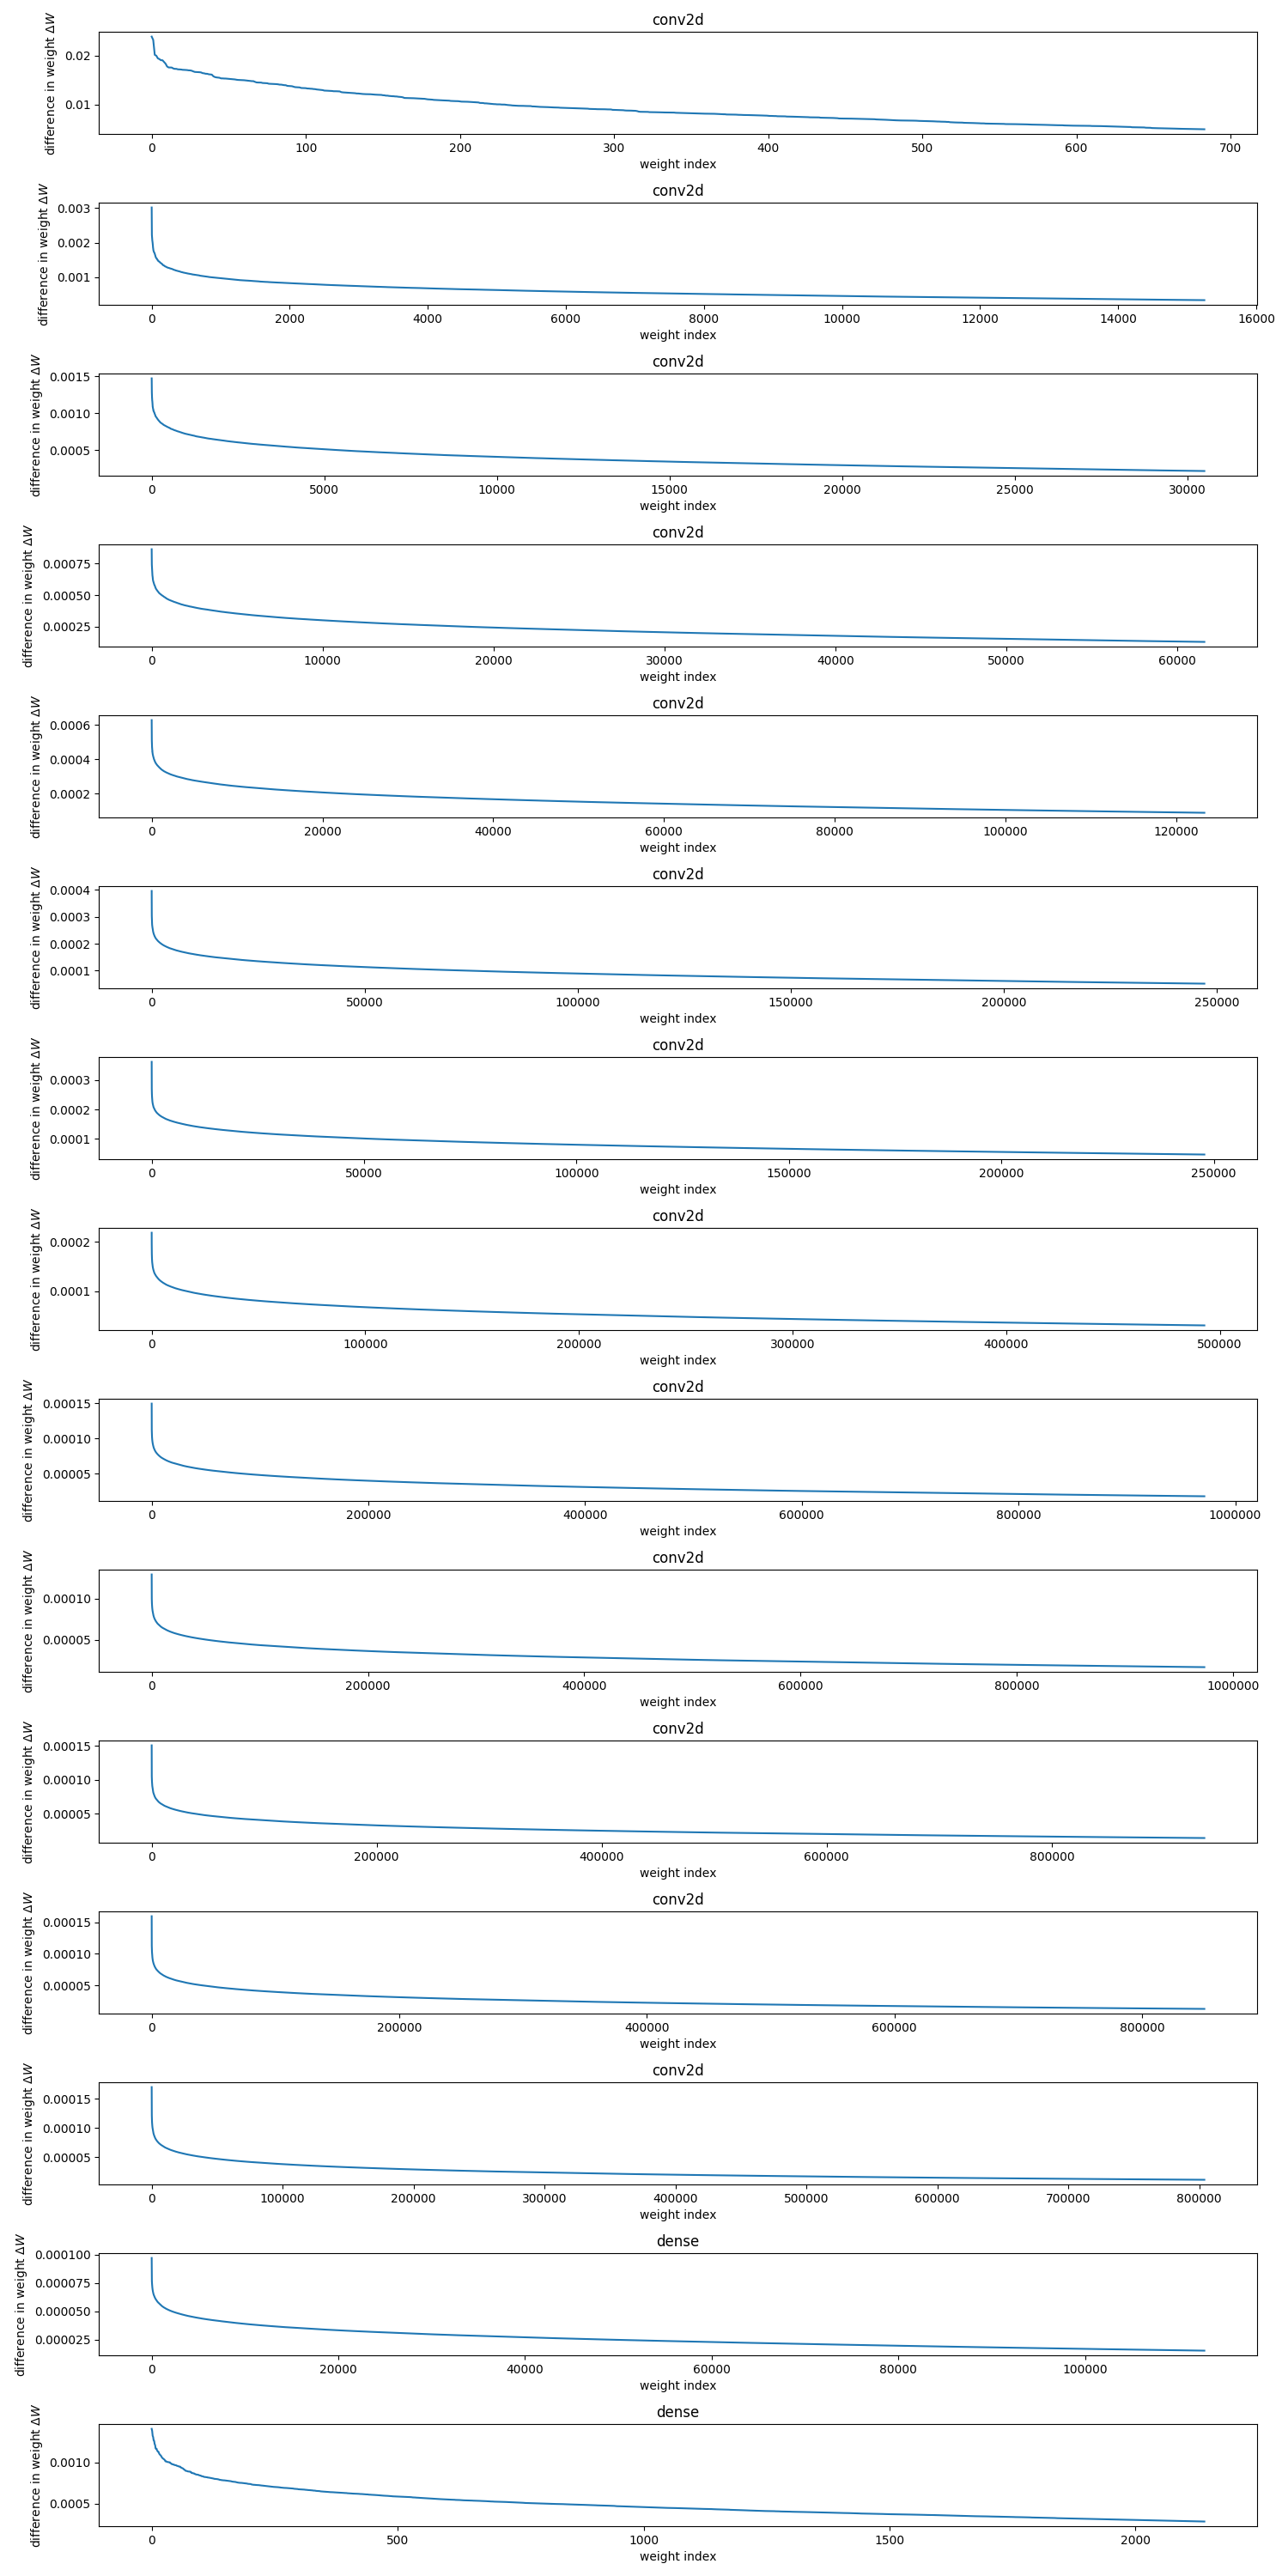 conv2d
difference in weight ΔW
0.02
0.01
0 100 200 300 400 500 600 700
weight index
conv2d
difference in weight ΔW
0.003
0.002
0.001
0 2000 4000 6000 8000 10000 12000 14000 16000
weight index
conv2d
difference in weight ΔW
0.0015
0.0010
0.0005
0 5000 10000 15000 20000 25000 30000
weight index
conv2d
difference in weight ΔW
0.00075
0.00050
0.00025
0 10000 20000 30000 40000 50000 60000
weight index
conv2d
difference in weight ΔW
0.0006
0.0004
0.0002
0 20000 40000 60000 80000 100000 120000
weight index
conv2d
difference in weight ΔW
0.0004
0.0003
0.0002
0.0001
0 50000 100000 150000 200000 250000
weight index
conv2d
difference in weight ΔW
0.0003
0.0002
0.0001
0 50000 100000 150000 200000 250000
weight index
conv2d
difference in weight ΔW
0.0002
0.0001
0 100000 200000 300000 400000 500000
weight index
conv2d
difference in weight ΔW
0.00015
0.00010
0.00005
0 200000 400000 600000 800000 1000000
weight index
conv2d
difference in weight ΔW
0.00010
0.00005
0 200000 400000 600000 800000 1000000
weight index
conv2d
difference in weight ΔW
0.00015
0.00010
0.00005
0 200000 400000 600000 800000
weight index
conv2d
difference in weight ΔW
0.00015
0.00010
0.00005
0 200000 400000 600000 800000
weight index
conv2d
difference in weight ΔW
0.00015
0.00010
0.00005
0 100000 200000 300000 400000 500000 600000 700000 800000
weight index
dense
difference in weight ΔW
0.000100
0.000075
0.000050
0.000025
0 20000 40000 60000 80000 100000
weight index
dense
difference in weight ΔW
0.0010
0.0005
0 500 1000 1500 2000
weight index